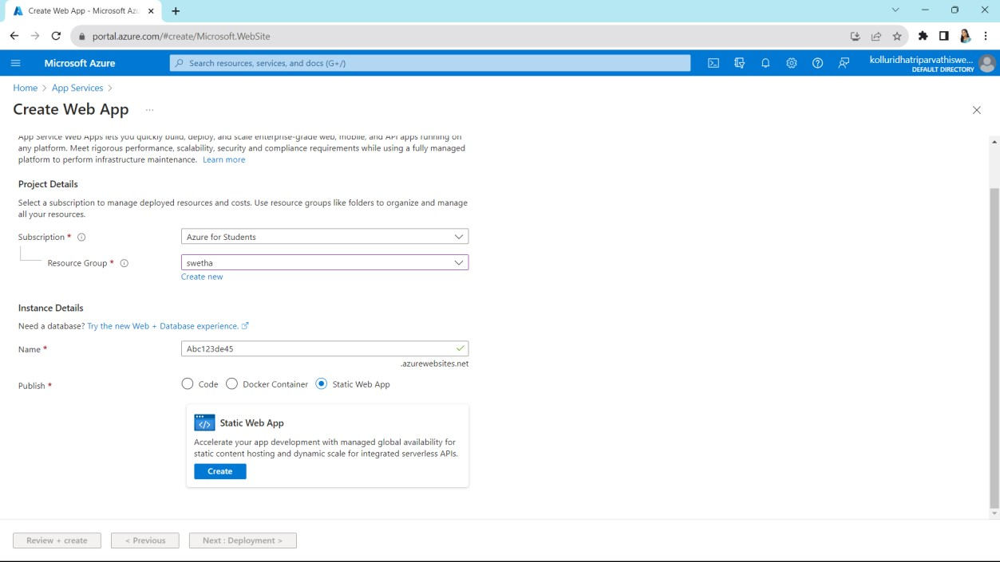 Create Web App - Microsoft Az
portal.azure.com/#create/Microsoft.WebSite
Microsoft Azure
Search resources, services, and docs (G+/)
kolluridhatriparvathiswe...
DEFAULT DIRECTORY
Home > App Services >
Create Web App ...
App Service Web Apps lets you quickly build, deploy, and scale enterprise-grade web, mobile, and API apps running on
any platform. Meet rigorous performance, scalability, security and compliance requirements while using a fully managed
platform to perform infrastructure maintenance. Learn more
Project Details
Select a subscription to manage deployed resources and costs. Use resource groups like folders to organize and manage
all your resources.
Subscription *
Azure for Students
Resource Group *
swetha
Create new
Instance Details
Need a database? Try the new Web + Database experience.
Name *
Abc123de45
.azurewebsites.net
Publish *
Code Docker Container Static Web App
Static Web App
Accelerate your app development with managed global availability for
static content hosting and dynamic scale for integrated serverless APIs.
Create
Review + create < Previous Next : Deployment >